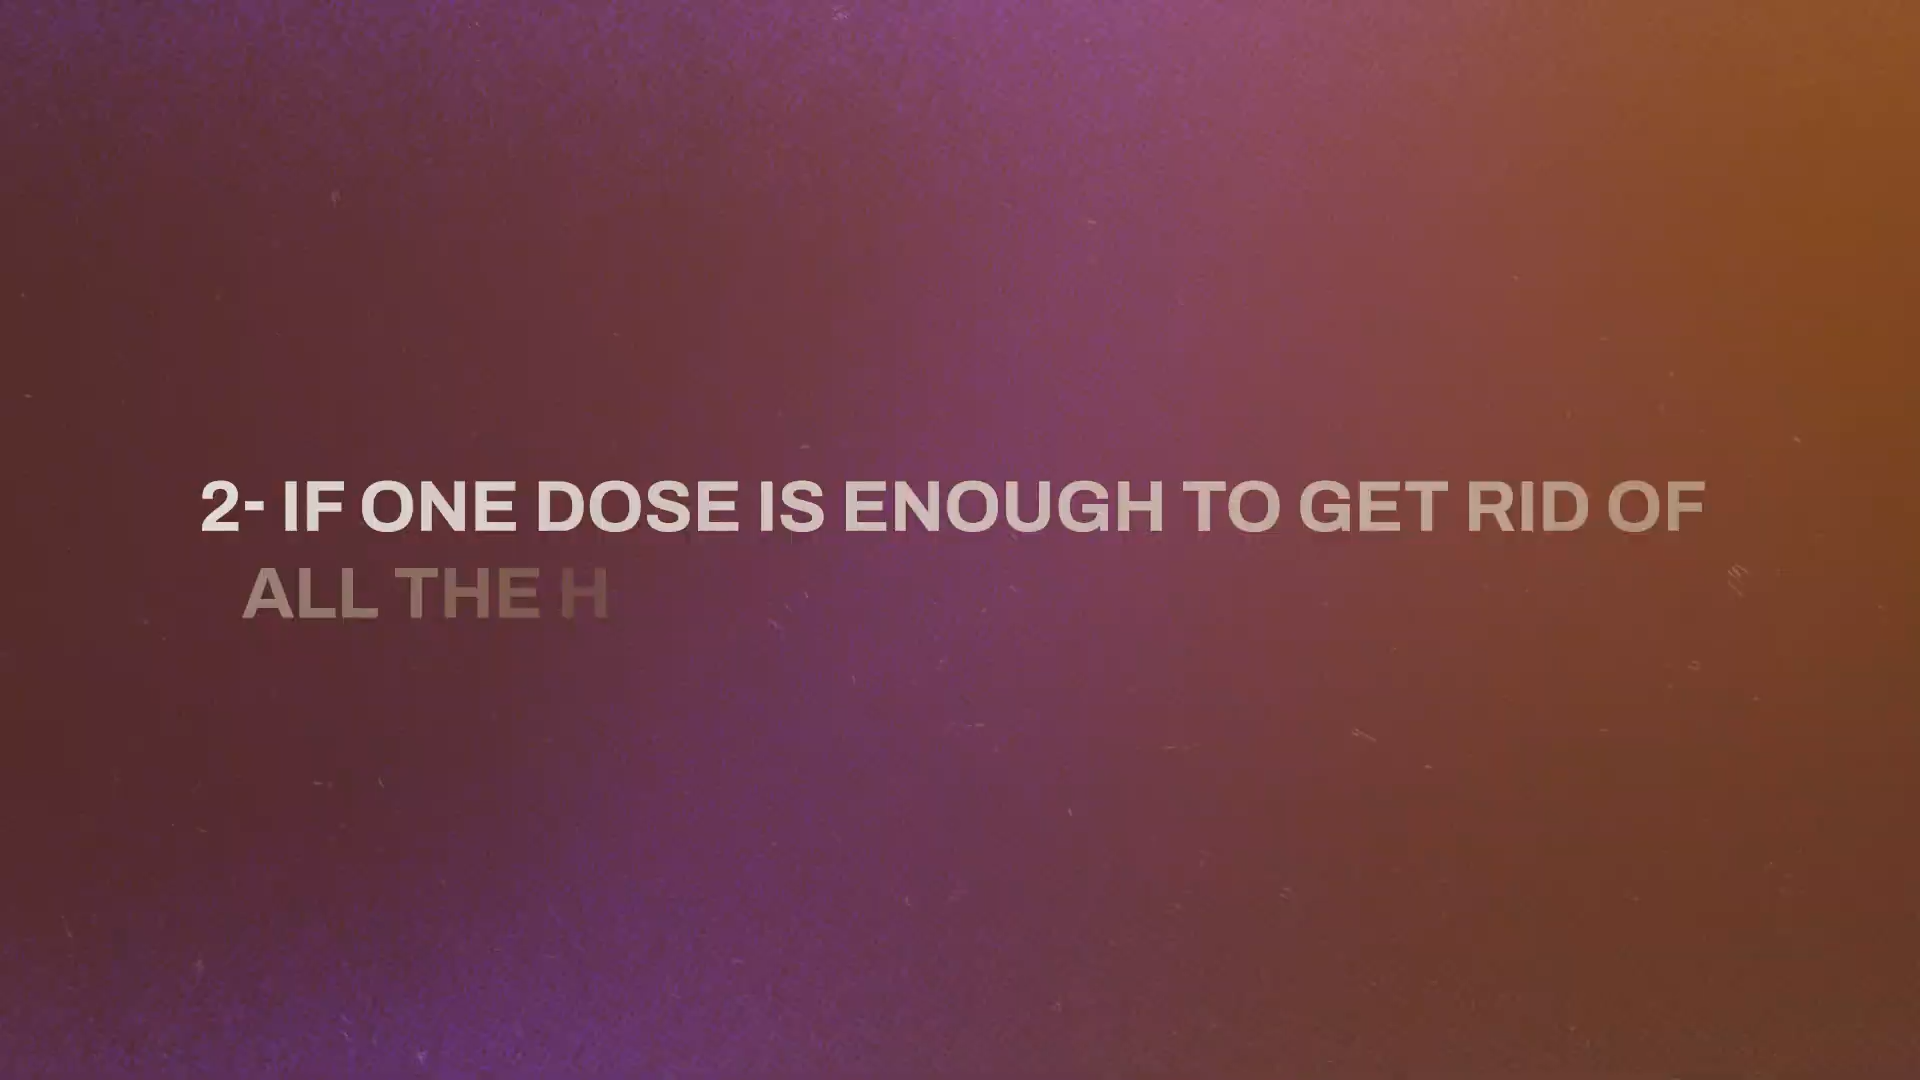 2- IF ONE DOSE IS ENOUGH TO GET RID OF
ALL THE H